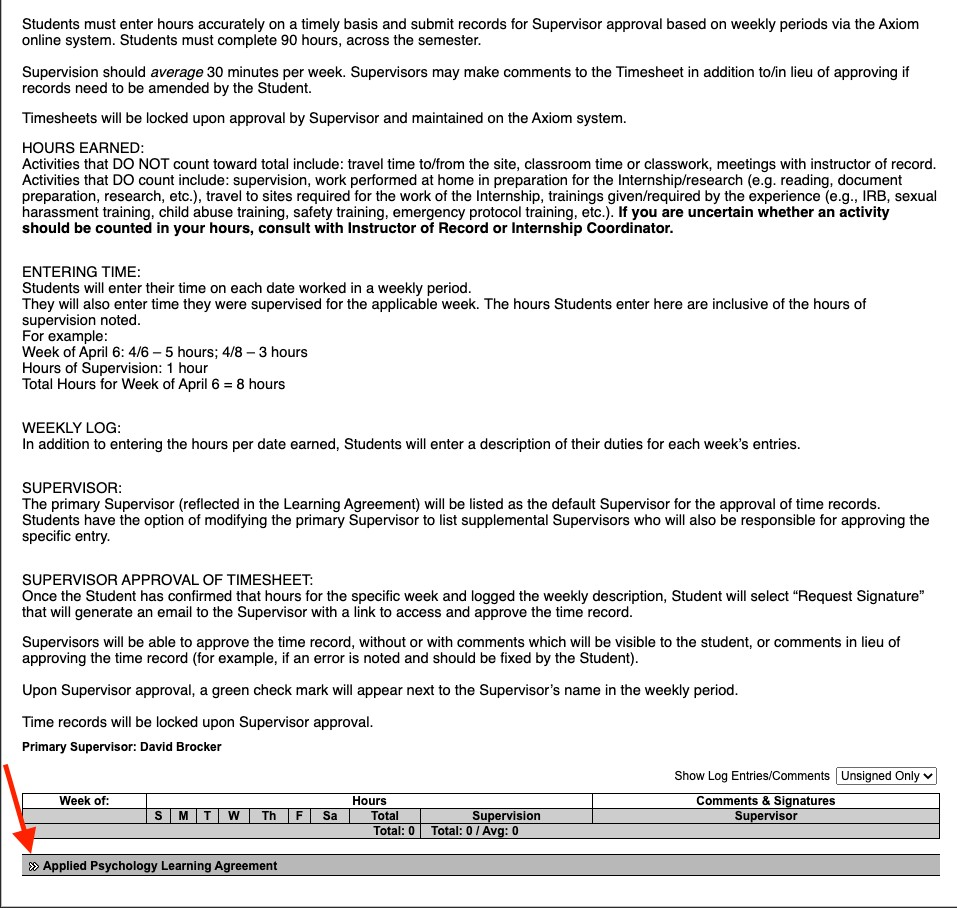 Students must enter hours accurately on a timely basis and submit records for Supervisor approval based on weekly periods via the Axiom
online system. Students must complete 90 hours, across the semester.
Supervision should average 30 minutes per week. Supervisors may make comments to the Timesheet in addition to/in lieu of approving if
records need to be amended by the Student.
Timesheets will be locked upon approval by Supervisor and maintained on the Axiom system.
HOURS EARNED:
Activities that DO NOT count toward total include: travel time to/from the site, classroom time or classwork, meetings with instructor of record.
Activities that DO count include: supervision, work performed at home in preparation for the Internship/research (e.g. reading, document
preparation, research, etc.), travel to sites required for the work of the Internship, trainings given/required by the experience (e.g., IRB, sexual
harassment training, child abuse training, safety training, emergency protocol training, etc.). If you are uncertain whether an activity
should be counted in your hours, consult with Instructor of Record or Internship Coordinator.
ENTERING TIME:
Students will enter their time on each date worked in a weekly period.
They will also enter time they were supervised for the applicable week. The hours Students enter here are inclusive of the hours of
supervision noted.
For example:
Week of April 6: 4/6 – 5 hours; 4/8 – 3 hours
Hours of Supervision: 1 hour
Total Hours for Week of April 6 = 8 hours
WEEKLY LOG:
In addition to entering the hours per date earned, Students will enter a description of their duties for each week’s entries.
SUPERVISOR:
The primary Supervisor (reflected in the Learning Agreement) will be listed as the default Supervisor for the approval of time records.
Students have the option of modifying the primary Supervisor to list supplemental Supervisors who will also be responsible for approving the
specific entry.
SUPERVISOR APPROVAL OF TIMESHEET:
Once the Student has confirmed that hours for the specific week and logged the weekly description, Student will select “Request Signature”
that will generate an email to the Supervisor with a link to access and approve the time record.
Supervisors will be able to approve the time record, without or with comments which will be visible to the student, or comments in lieu of
approving the time record (for example, if an error is noted and should be fixed by the Student).
Upon Supervisor approval, a green check mark will appear next to the Supervisor’s name in the weekly period.
Time records will be locked upon Supervisor approval.
Primary Supervisor: David Brocker
Show Log Entries/Comments Unsigned Only
Week of: Hours Comments & Signatures
S M T W Th F Sa Total Supervision Supervisor
Total: 0 Total: 0 / Avg: 0
Applied Psychology Learning Agreement